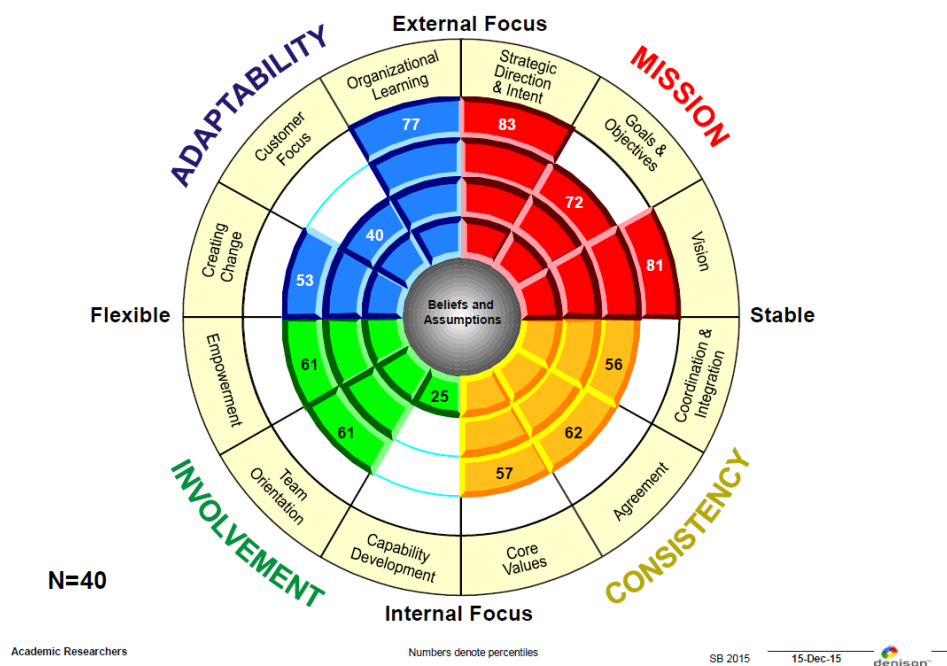 External Focus
ADAPTABILITY
MISSION
Organizational
Learning
Strategic
Direction
& Intent
Customer
Focus
Goals &
Objectives
Creating
Change
Vision
77
83
40
72
53
81
Flexible
Beliefs and
Assumptions
Stable
Empowerment
Coordination &
Integration
61
56
25
61
62
57
Team
Orientation
Agreement
Capability
Development
Core
Values
INVOLVEMENT
CONSISTENCY
N=40
Internal Focus
Academic Researchers
Numbers denote percentiles
SB 2015
15-Dec-15
denison